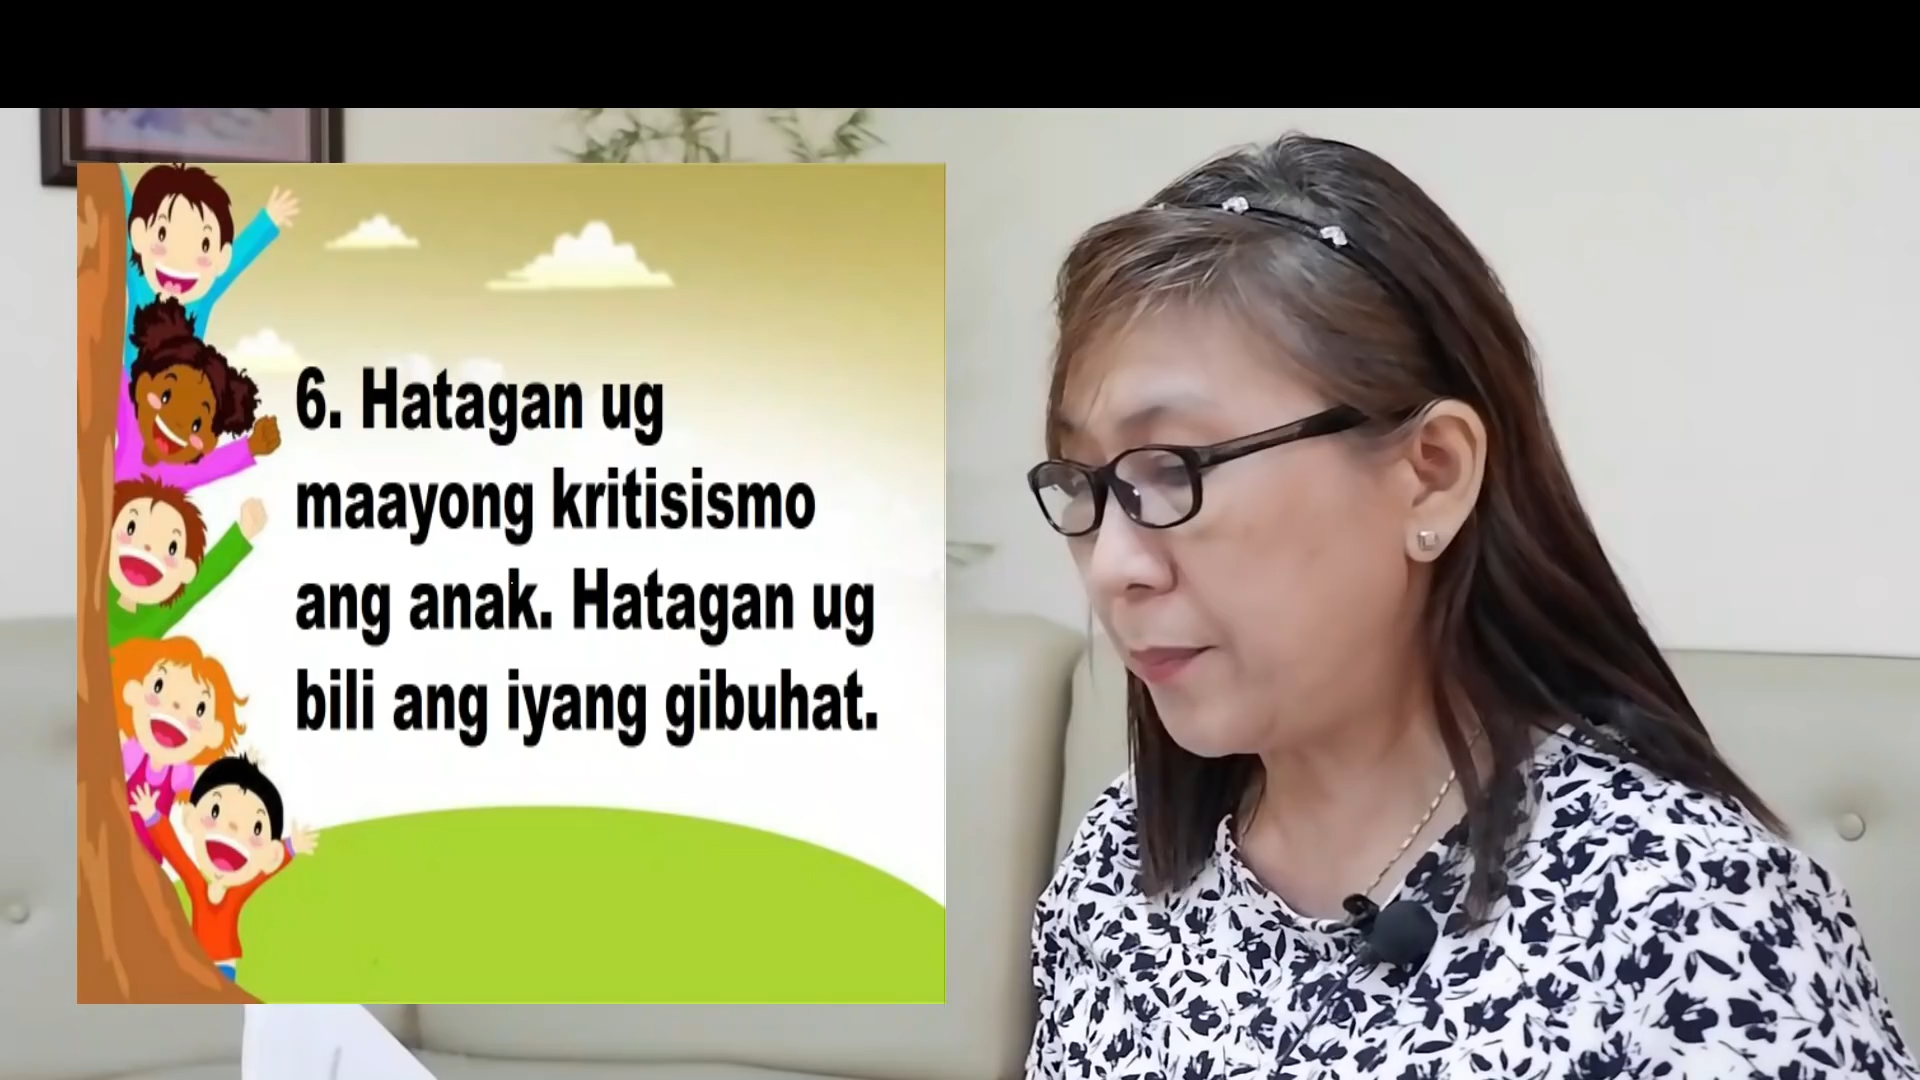 6. Hatagan ug
maayong kritisismo
ang anak. Hatagan ug
bili ang iyang gibuhat.